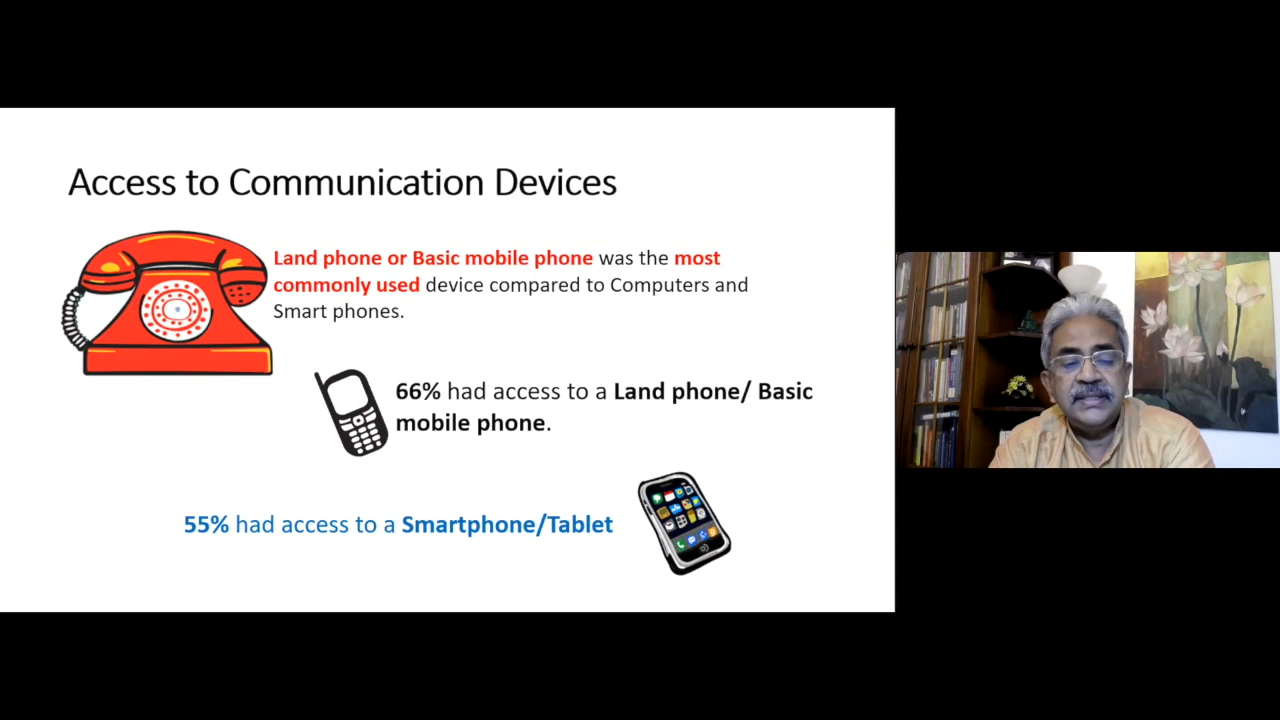 Access to Communication Devices
Land phone or Basic mobile phone was the most
commonly used device compared to Computers and
Smart phones.
66% had access to a Land phone/ Basic
mobile phone.
55% had access to a Smartphone/Tablet